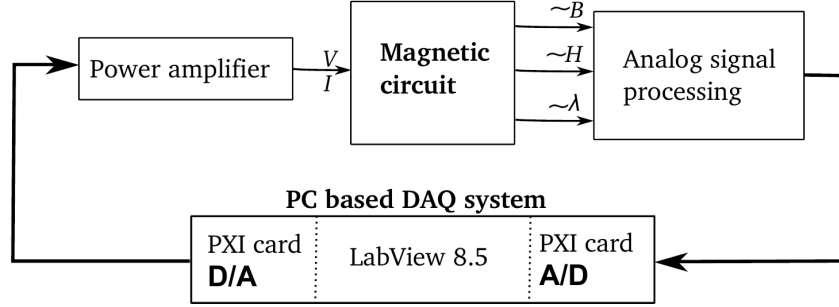 ~B
Power amplifier
V
I
Magnetic
circuit
~H
Analog signal
processing
~λ
PC based DAQ system
PXI card
D/A
LabView 8.5
PXI card
A/D